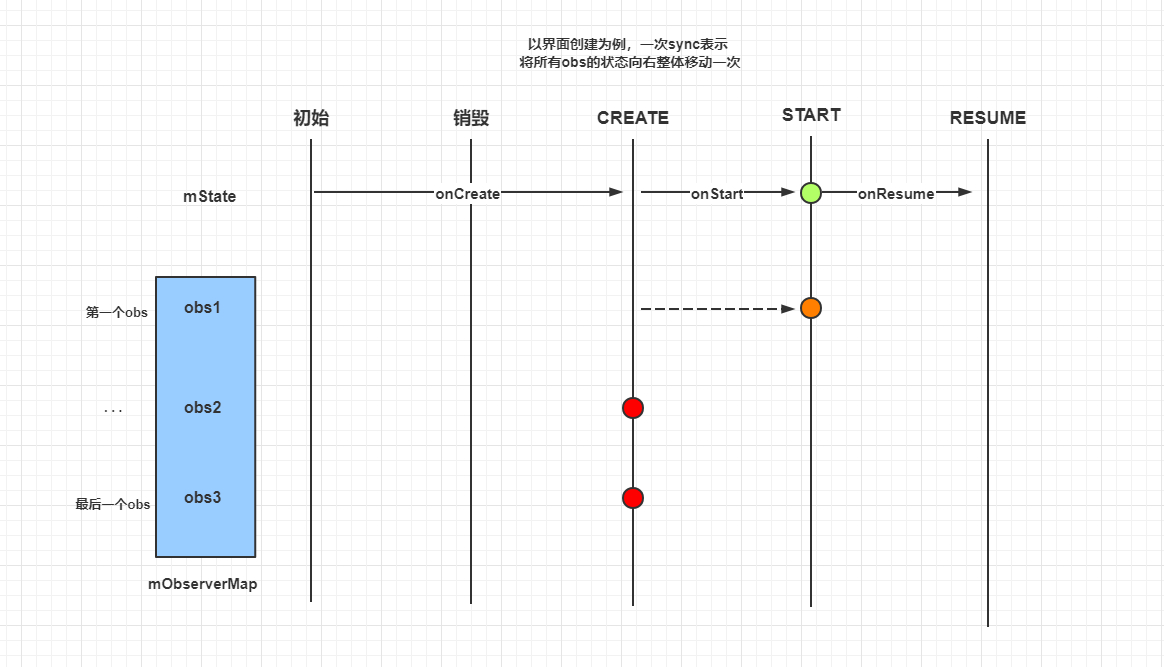 以界面创建为例，一次sync表示
将所有obs的状态向右整体移动一次
初始
销毁
CREATE
START
RESUME
mState
onCreate
onStart
onResume
第一个obs
obs1
...
obs2
最后一个obs
obs3
mObserverMap